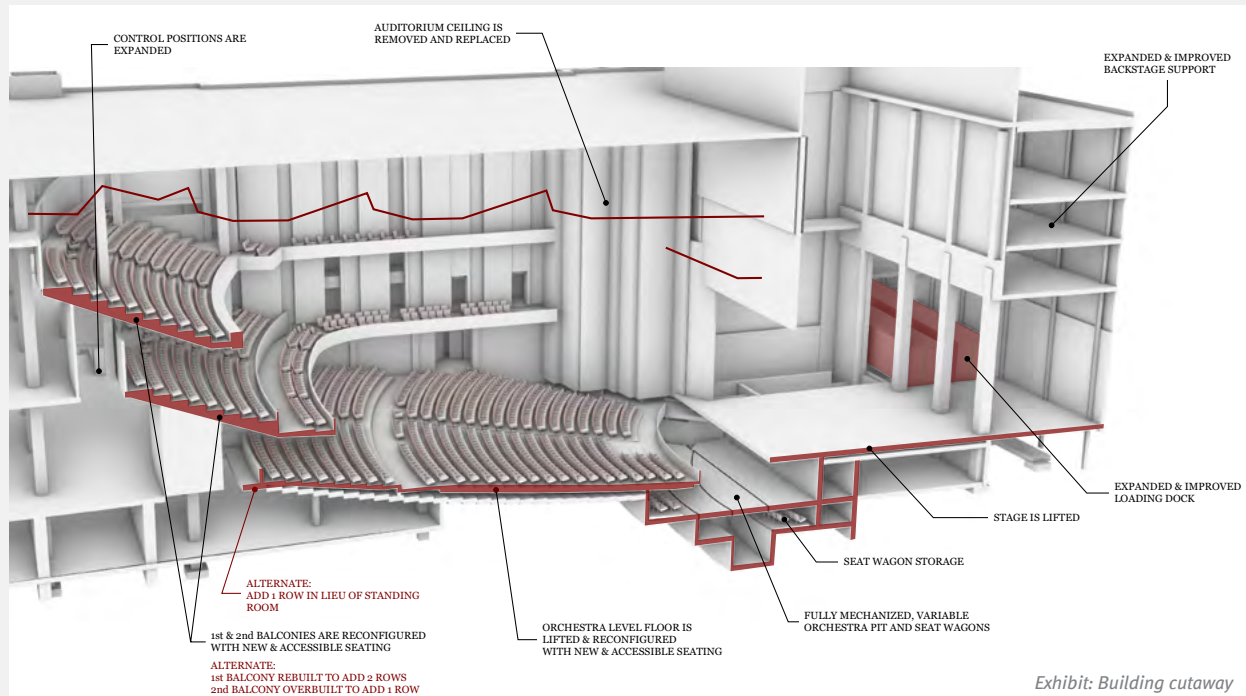 CONTROL POSITIONS ARE
EXPANDED
AUDITORIUM CEILING IS
REMOVED AND REPLACED
EXPANDED & IMPROVED
BACKSTAGE SUPPORT
EXPANDED & IMPROVED
LOADING DOCK
STAGE IS LIFTED
SEAT WAGON STORAGE
FULLY MECHANIZED, VARIABLE
ORCHESTRA PIT AND SEAT WAGONS
ORCHESTRA LEVEL FLOOR IS
LIFTED & RECONFIGURED
WITH NEW & ACCESSIBLE SEATING
ALTERNATE:
ADD 1 ROW IN LIEU OF STANDING
ROOM
1st & 2nd BALCONIES ARE RECONFIGURED
WITH NEW & ACCESSIBLE SEATING
ALTERNATE:
1st BALCONY REBUILT TO ADD 2 ROWS
2nd BALCONY OVERBUILT TO ADD 1 ROW
Exhibit: Building cutaway